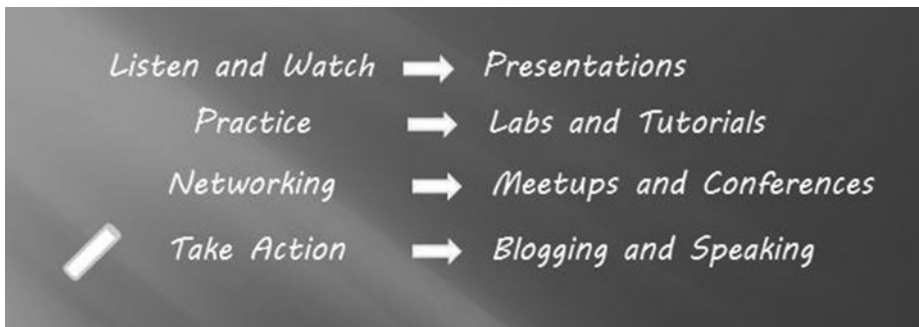 Listen and Watch Presentations
Practice Labs and Tutorials
Networking Meetups and Conferences
Take Action Blogging and Speaking